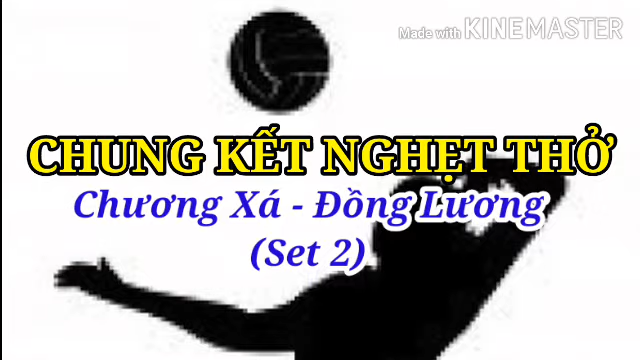 Made with KINEMASTER
CHUNG KẾT NGHẸT THỞ
Chương Xá - Đồng Lương
(Set 2)